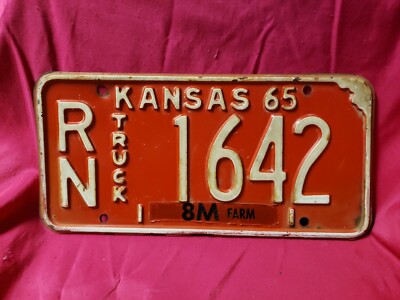 KANSAS 65
RN
TRUCK
1642
8M FARM